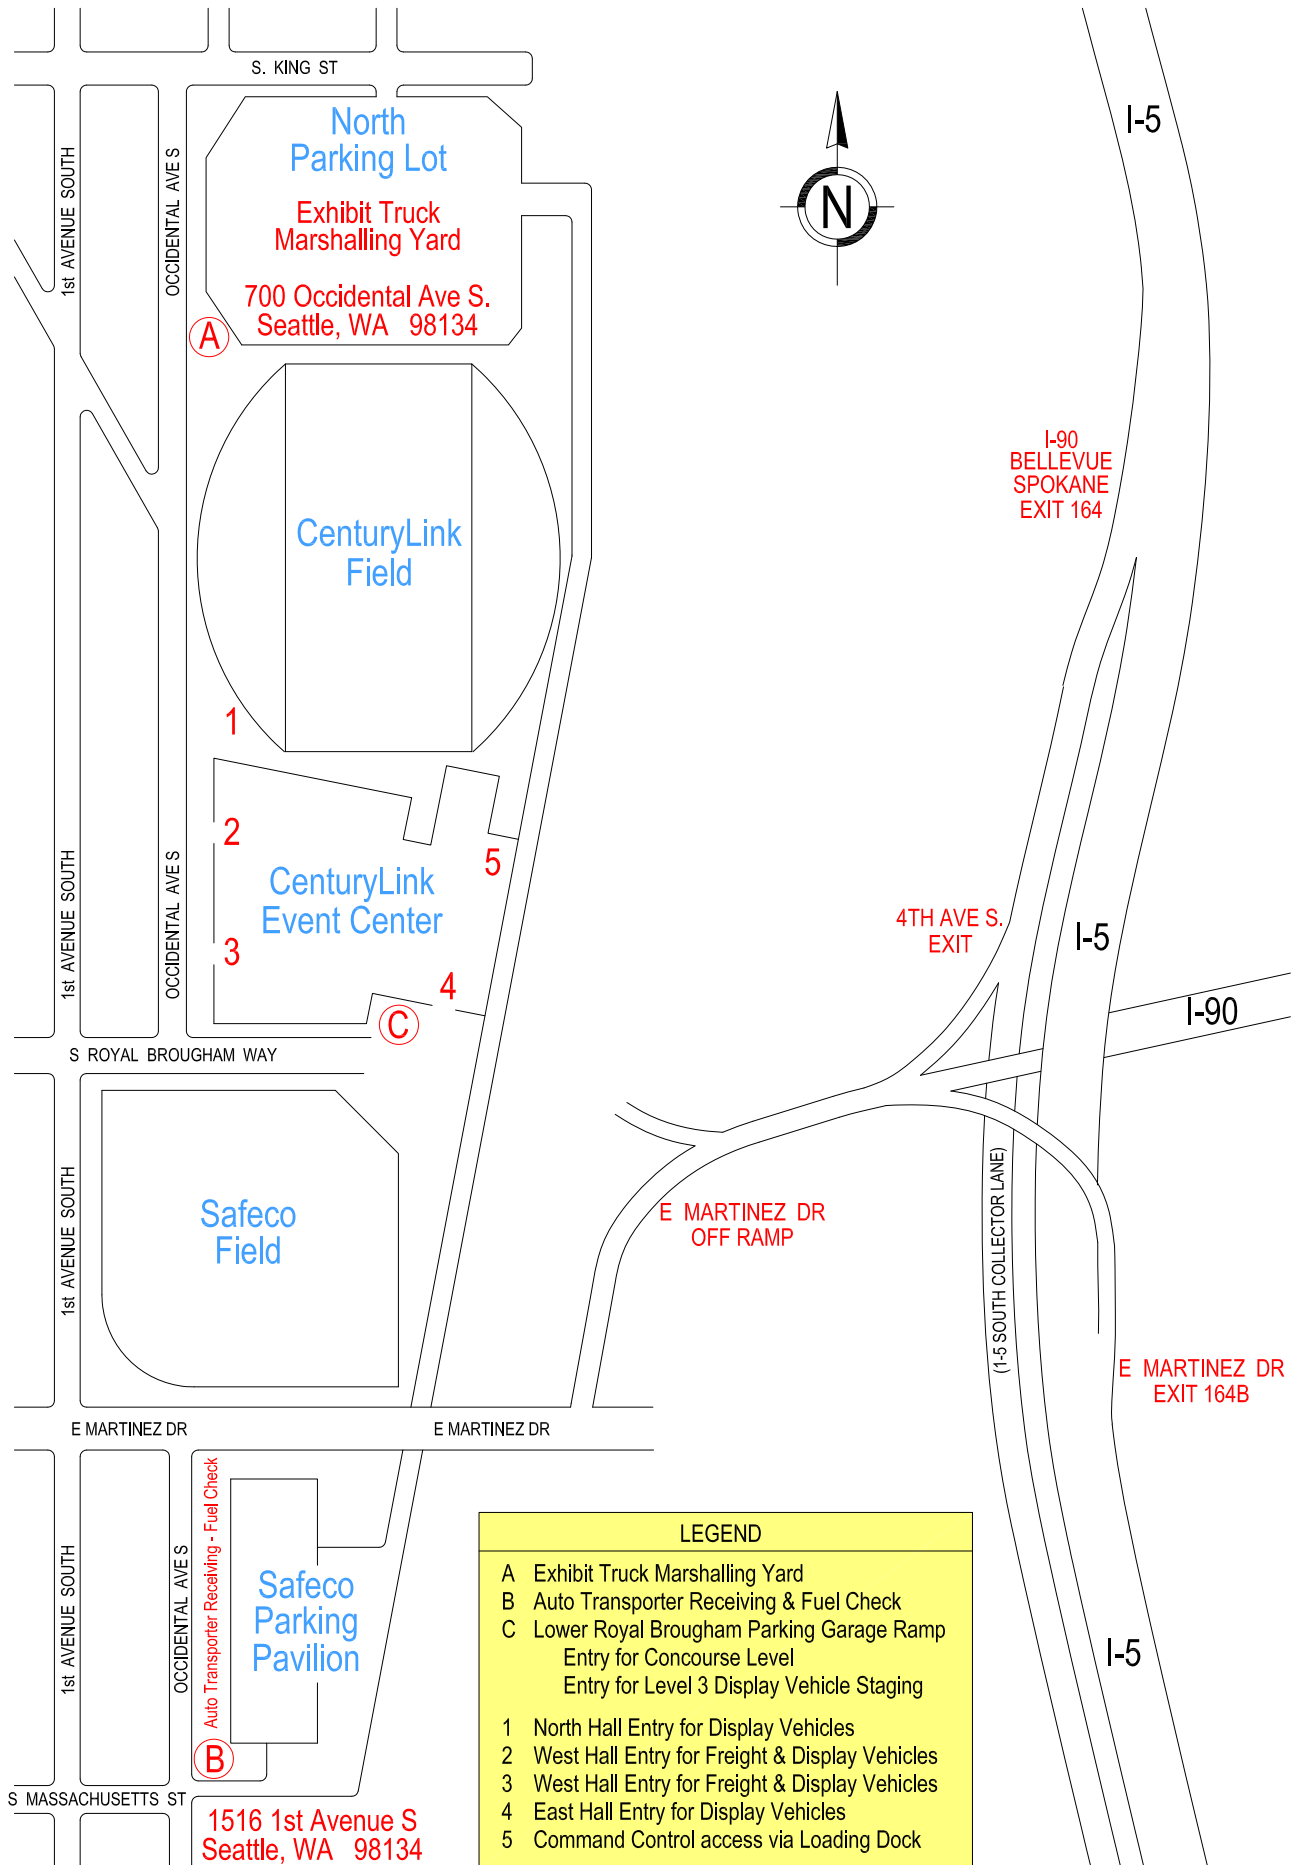 S. KING ST
North
Parking Lot
Exhibit Truck
Marshalling Yard
700 Occidental Ave S.
Seattle, WA 98134
A
1st AVENUE SOUTH
OCCIDENTAL AVE S
N
I-5
I-90
BELLEVUE
SPOKANE
EXIT 164
CenturyLink
Field
1
2
3
4
5
CenturyLink
Event Center
C
1st AVENUE SOUTH
OCCIDENTAL AVE S
4TH AVE S.
EXIT
I-5
I-90
S ROYAL BROUGHAM WAY
Safeco
Field
1st AVENUE SOUTH
E MARTINEZ DR
OFF RAMP
(1-5 SOUTH COLLECTOR LANE)
E MARTINEZ DR
EXIT 164B
E MARTINEZ DR
E MARTINEZ DR
1st AVENUE SOUTH
OCCIDENTAL AVE S
Auto Transporter Receiving - Fuel Check
Safeco
Parking
Pavilion
B
I-5
S MASSACHUSETTS ST
1516 1st Avenue S
Seattle, WA 98134
LEGEND
A Exhibit Truck Marshalling Yard
B Auto Transporter Receiving & Fuel Check
C Lower Royal Brougham Parking Garage Ramp
Entry for Concourse Level
Entry for Level 3 Display Vehicle Staging
1 North Hall Entry for Display Vehicles
2 West Hall Entry for Freight & Display Vehicles
3 West Hall Entry for Freight & Display Vehicles
4 East Hall Entry for Display Vehicles
5 Command Control access via Loading Dock